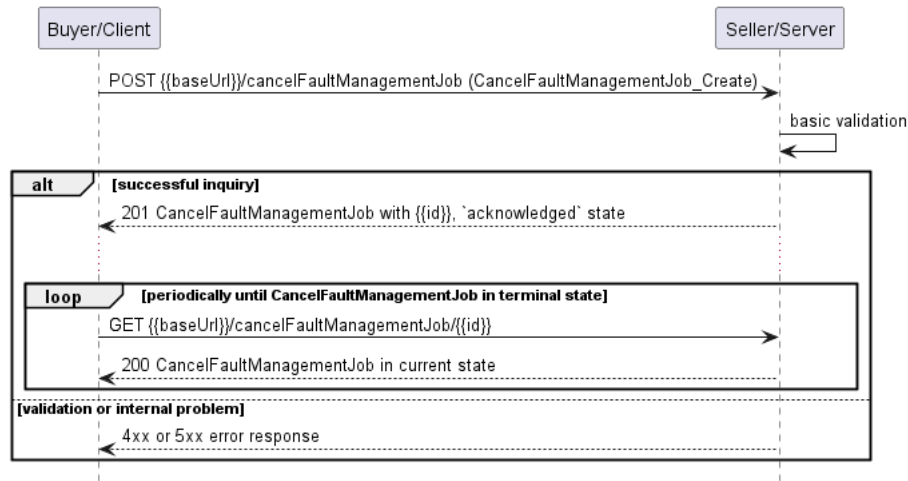 Buyer/Client
Seller/Server
POST {{baseUrl}}/cancelFaultManagementJob (CancelFaultManagementJob_Create)
basic validation
alt
[successful inquiry]
201 CancelFaultManagementJob with {{id}}, `acknowledged` state
loop
[periodically until CancelFaultManagementJob in terminal state]
GET {{baseUrl}}/cancelFaultManagementJob/{{id}}
200 CancelFaultManagementJob in current state
[validation or internal problem]
4xx or 5xx error response